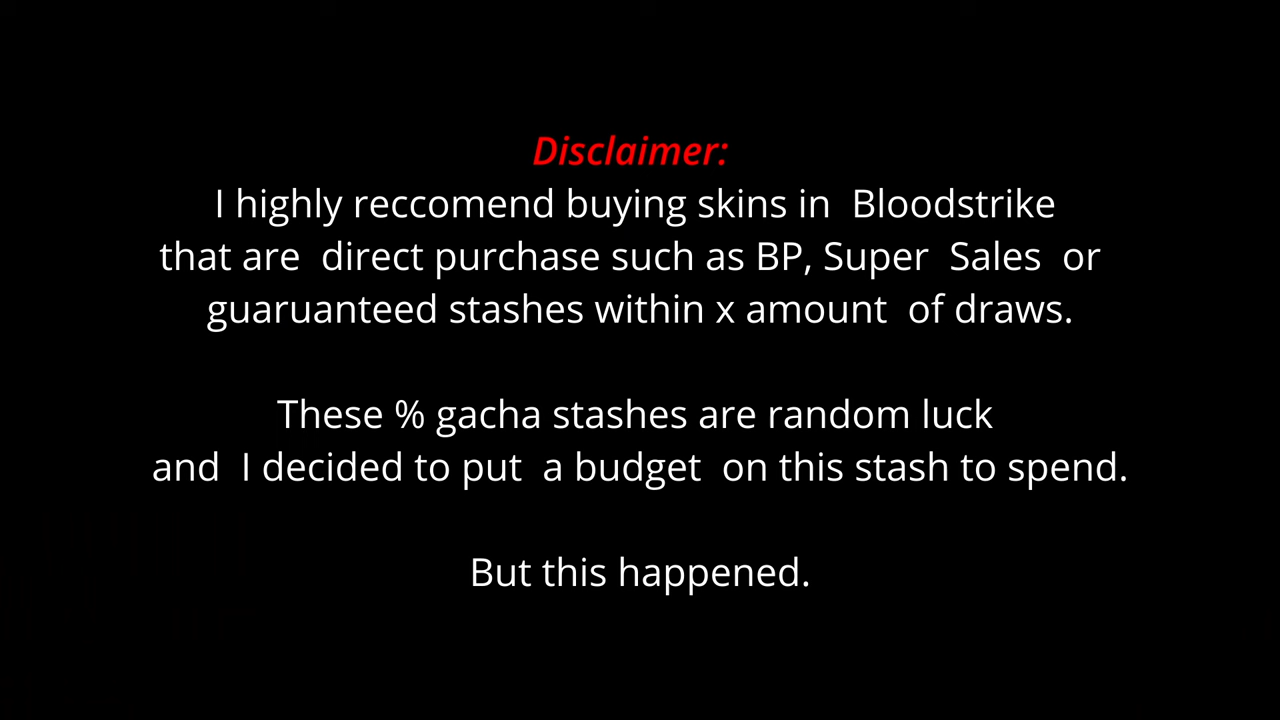 Disclaimer:
I highly reccomend buying skins in Bloodstrike
that are direct purchase such as BP, Super Sales or
guaruanteed stashes within x amount of draws.
These % gacha stashes are random luck
and I decided to put a budget on this stash to spend.
But this happened.